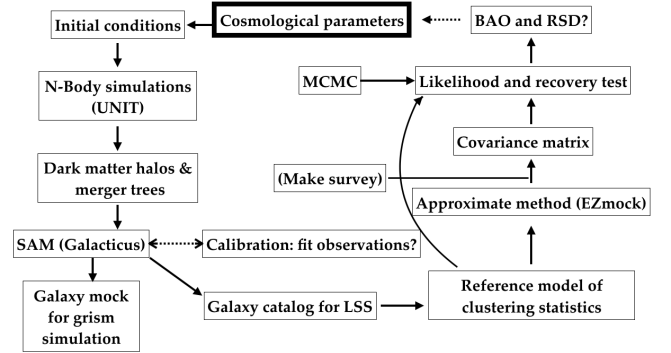 Initial conditions
Cosmological parameters
BAO and RSD?
N-Body simulations
(UNIT)
MCMC
Likelihood and recovery test
Dark matter halos &
merger trees
Covariance matrix
(Make survey)
Approximate method (EZmock)
SAM (Galacticus)
Calibration: fit observations?
Galaxy mock
for grism
simulation
Galaxy catalog for LSS
Reference model of
clustering statistics